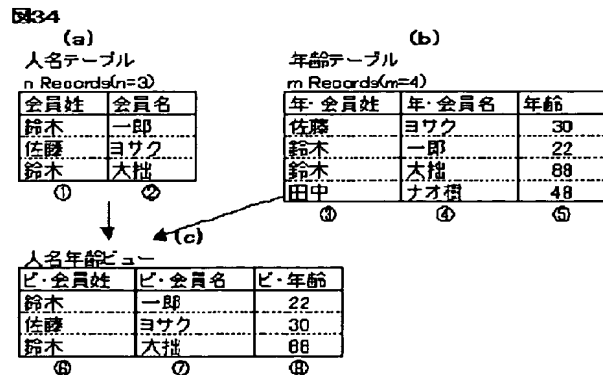 図34
(a)
人名テーブル
n Records(n=3)
会員姓 会員名
鈴木 一郎
佐藤 ヨサク
鈴木 大拙
① ②
(b)
年齢テーブル
m Records(m=4)
年・会員姓 年・会員名 年齢
佐藤 ヨサク 30
鈴木 一郎 22
鈴木 大拙 88
田中 ナオ樹 48
③ ④ ⑤
(c)
人名年齢ビュー
ビ・会員姓 ビ・会員名 ビ・年齢
鈴木 一郎 22
佐藤 ヨサク 30
鈴木 大拙 88
⑥ ⑦ ⑧